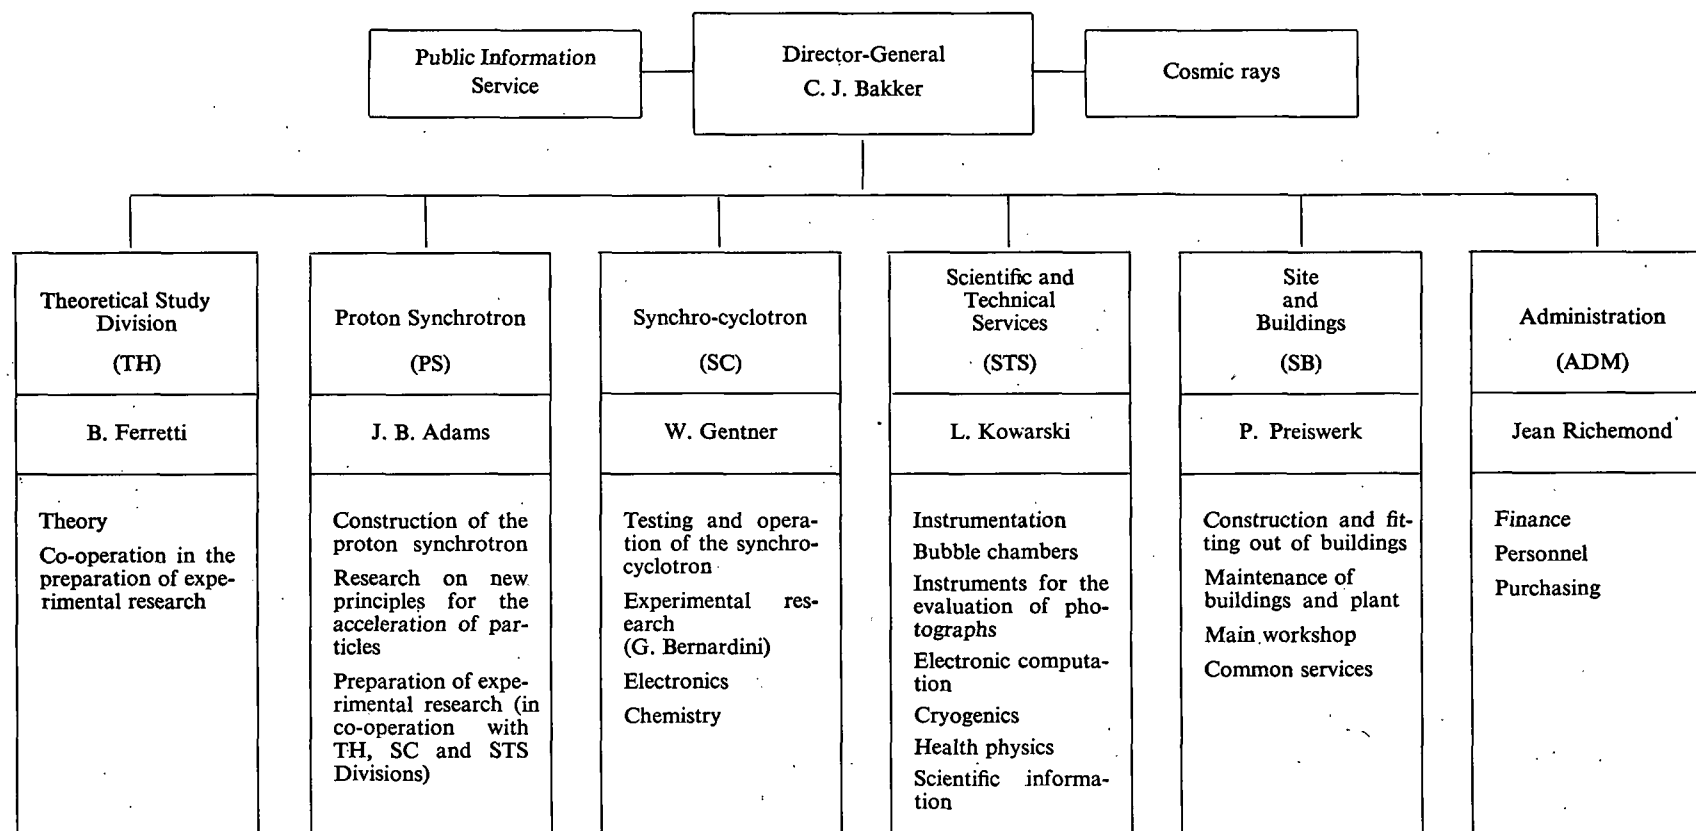 Public Information
Service
Director-General
C. J. Bakker
Cosmic rays
Theoretical Study
Division
(TH)
B. Ferretti
Theory
Co-operation in the
preparation of expe-
rimental research
Proton Synchrotron
(PS)
J. B. Adams
Construction of the
proton synchrotron
Research on new
principles for the
acceleration of par-
ticles
Preparation of expe-
rimental research (in
co-operation with
TH, SC and STS
Divisions)
Synchro-cyclotron
(SC)
W. Gentner
Testing and opera-
tion of the synchro-
cyclotron
Experimental res-
earch
(G. Bernardini)
Electronics
Chemistry
Scientific and
Technical
Services
(STS)
L. Kowarski
Instrumentation
Bubble chambers
Instruments for the
evaluation of pho-
tographs
Electronic computa-
tion
Cryogenics
Health physics
Scientific informa-
tion
Site
and
Buildings
(SB)
P. Preiswerk
Construction and fit-
ting out of buildings
Maintenance of
buildings and plant
Main workshop
Common services
Administration
(ADM)
Jean Richemond
Finance
Personnel
Purchasing